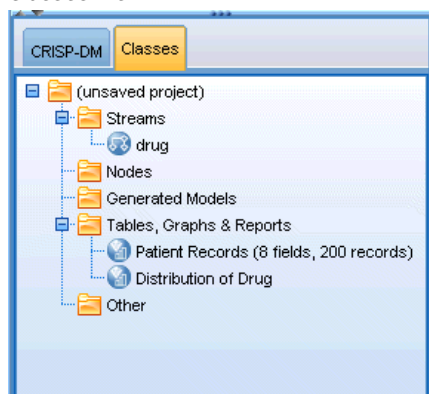 CRISP-DM Classes
(unsaved project)
Streams
drug
Nodes
Generated Models
Tables, Graphs & Reports
Patient Records (8 fields, 200 records)
Distribution of Drug
Other